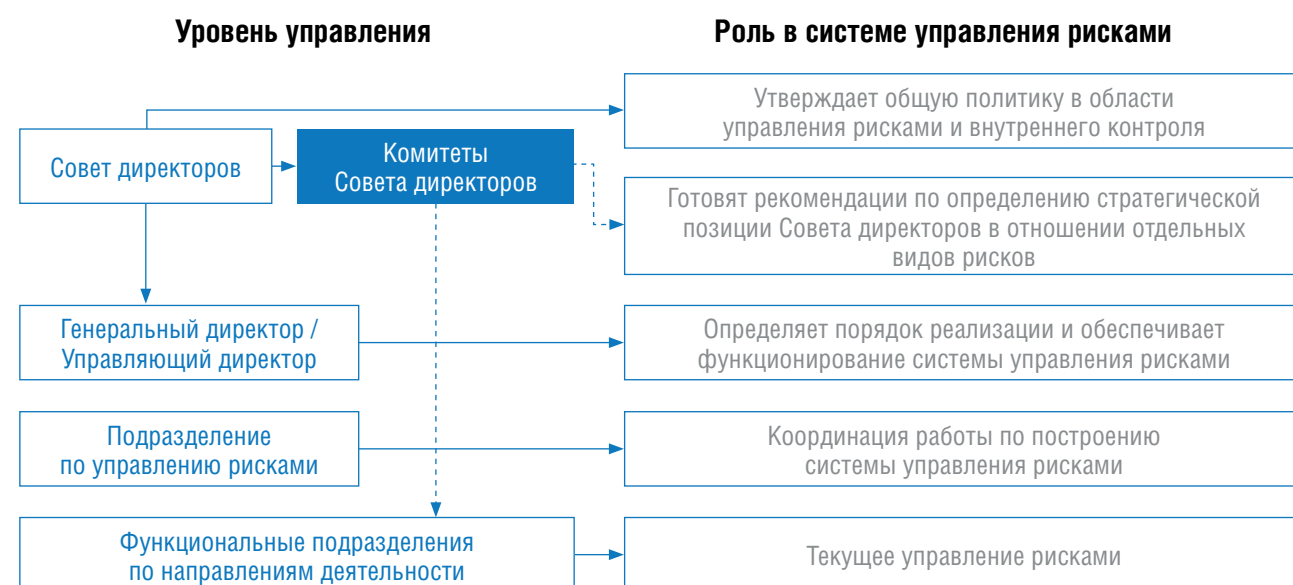 Уровень управления
Роль в системе управления рисками
Утверждает общую политику в области
управления рисками и внутреннего контроля
Совет директоров
Комитеты
Совета директоров
Готовят рекомендации по определению стратегической
позиции Совета директоров в отношении отдельных
видов рисков
Генеральный директор /
Управляющий директор
Определяет порядок реализации и обеспечивает
функционирование системы управления рисками
Подразделение
по управлению рисками
Координация работы по построению
системы управления рисками
Функциональные подразделения
по направлениям деятельности
Текущее управление рисками